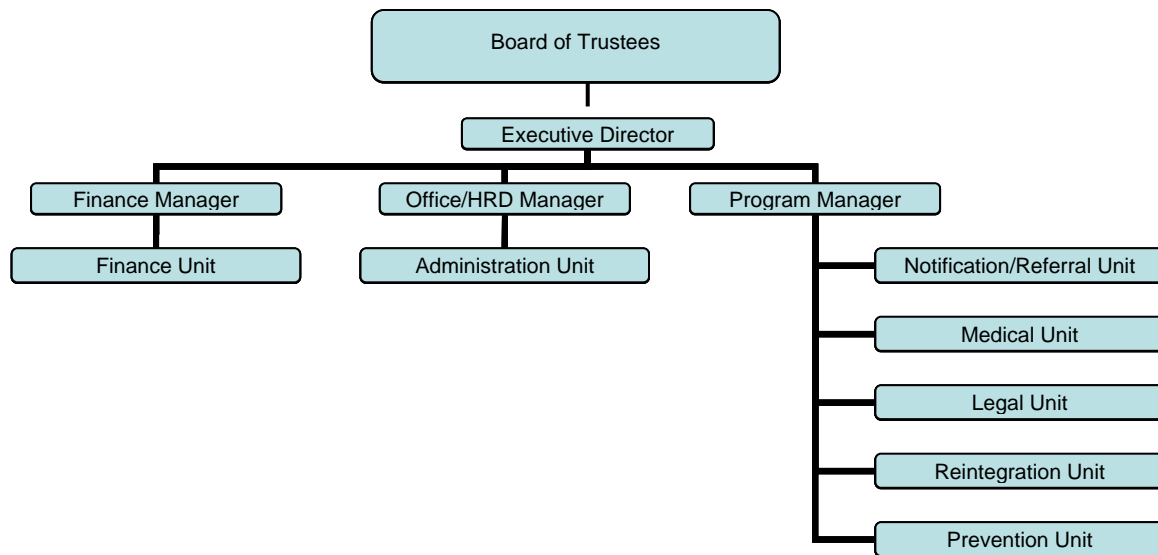 Board of Trustees
Executive Director
Finance Manager
Office/HRD Manager
Program Manager
Finance Unit
Administration Unit
Notification/Referral Unit
Medical Unit
Legal Unit
Reintegration Unit
Prevention Unit